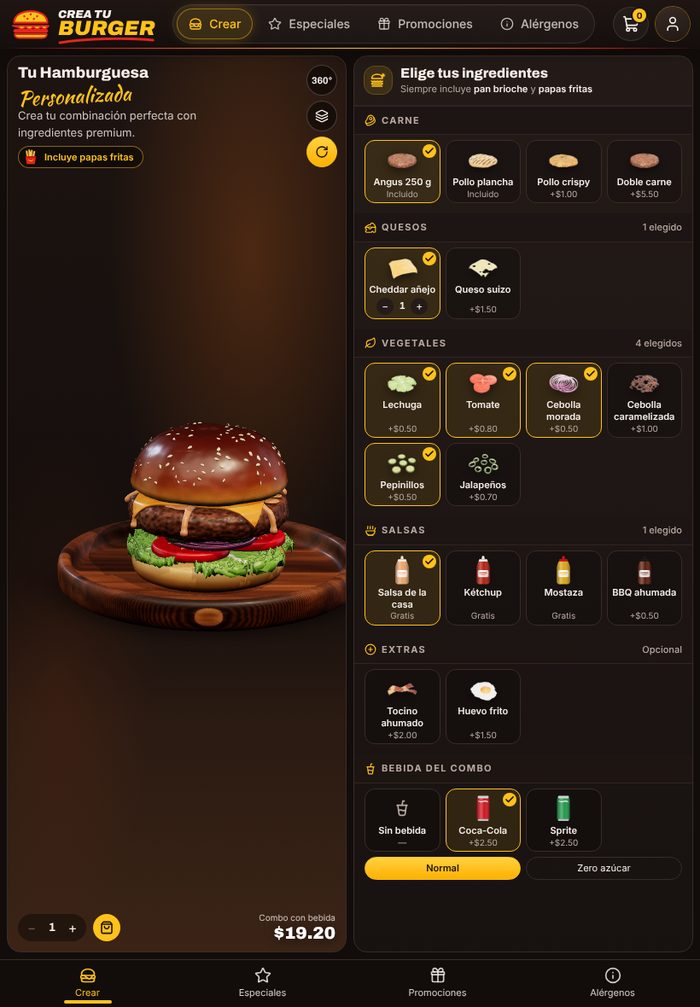 CREA TU
BURGER
Crear
Especiales
Promociones
Alérgenos
0
Tu Hamburguesa
Personalizada
Crea tu combinación perfecta con
ingredientes premium.
Incluye papas fritas
360°
Combo con bebida
1
$19.20
Elige tus ingredientes
Siempre incluye pan brioche y papas fritas
CARNE
Angus 250 g
Incluido
Pollo plancha
Incluido
Pollo crispy
+$1.00
Doble carne
+$5.50
QUESOS
1 elegido
Cheddar añejo
− 1 +
Queso suizo
+$1.50
VEGETALES
4 elegidos
Lechuga
+$0.50
Tomate
+$0.80
Cebolla
morada
+$0.50
Cebolla
caramelizada
+$1.00
Pepinillos
+$0.50
Jalapeños
+$0.70
SALSAS
1 elegido
Salsa de la
casa
Gratis
Kétchup
Gratis
Mostaza
Gratis
BBQ ahumada
+$0.50
EXTRAS
Opcional
Tocino
ahumado
+$2.00
Huevo frito
+$1.50
BEBIDA DEL COMBO
Sin bebida
—
Coca-Cola
+$2.50
Sprite
+$2.50
Normal
Zero azúcar
Crear
Especiales
Promociones
Alérgenos